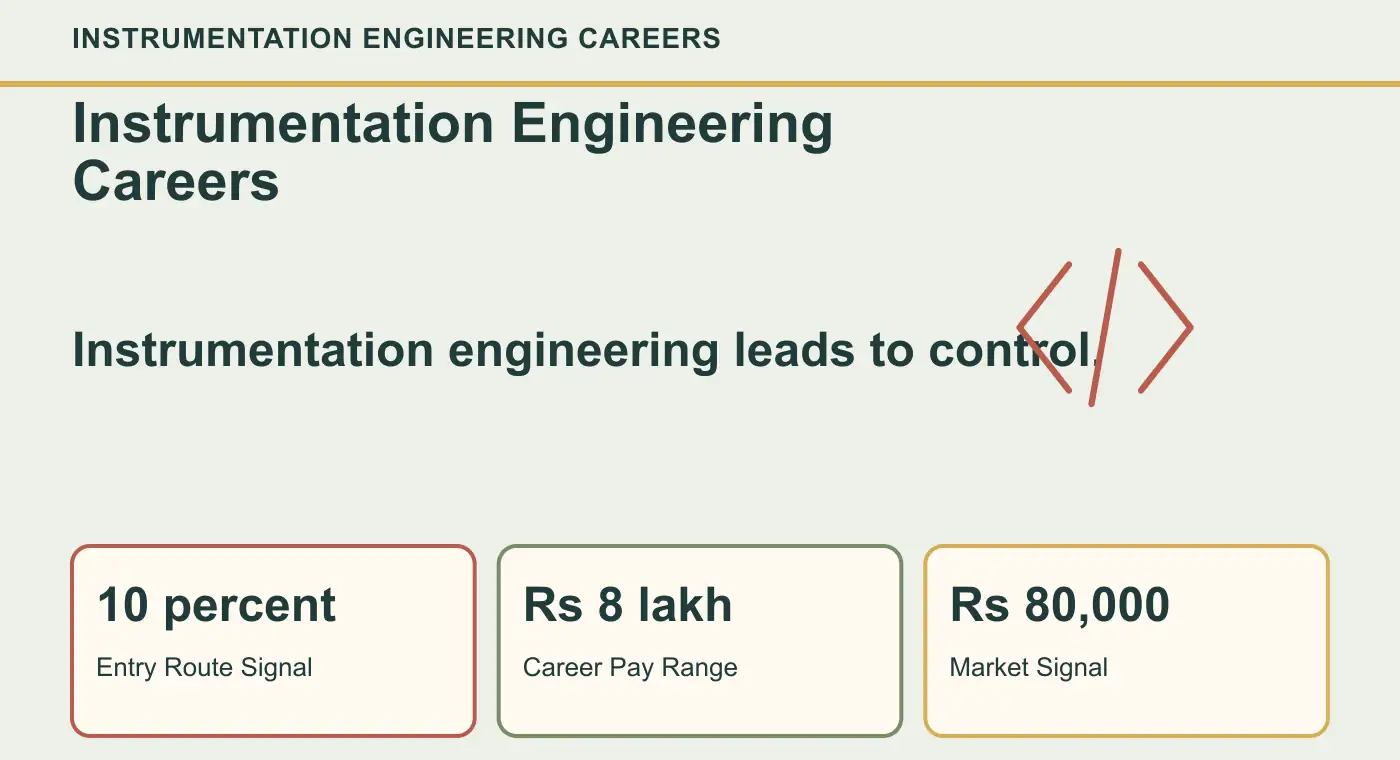 INSTRUMENTATION ENGINEERING CAREERS
Instrumentation Engineering
Careers
Instrumentation engineering leads to control,
10 percent
Entry Route Signal
Rs 8 lakh
Career Pay Range
Rs 80,000
Market Signal